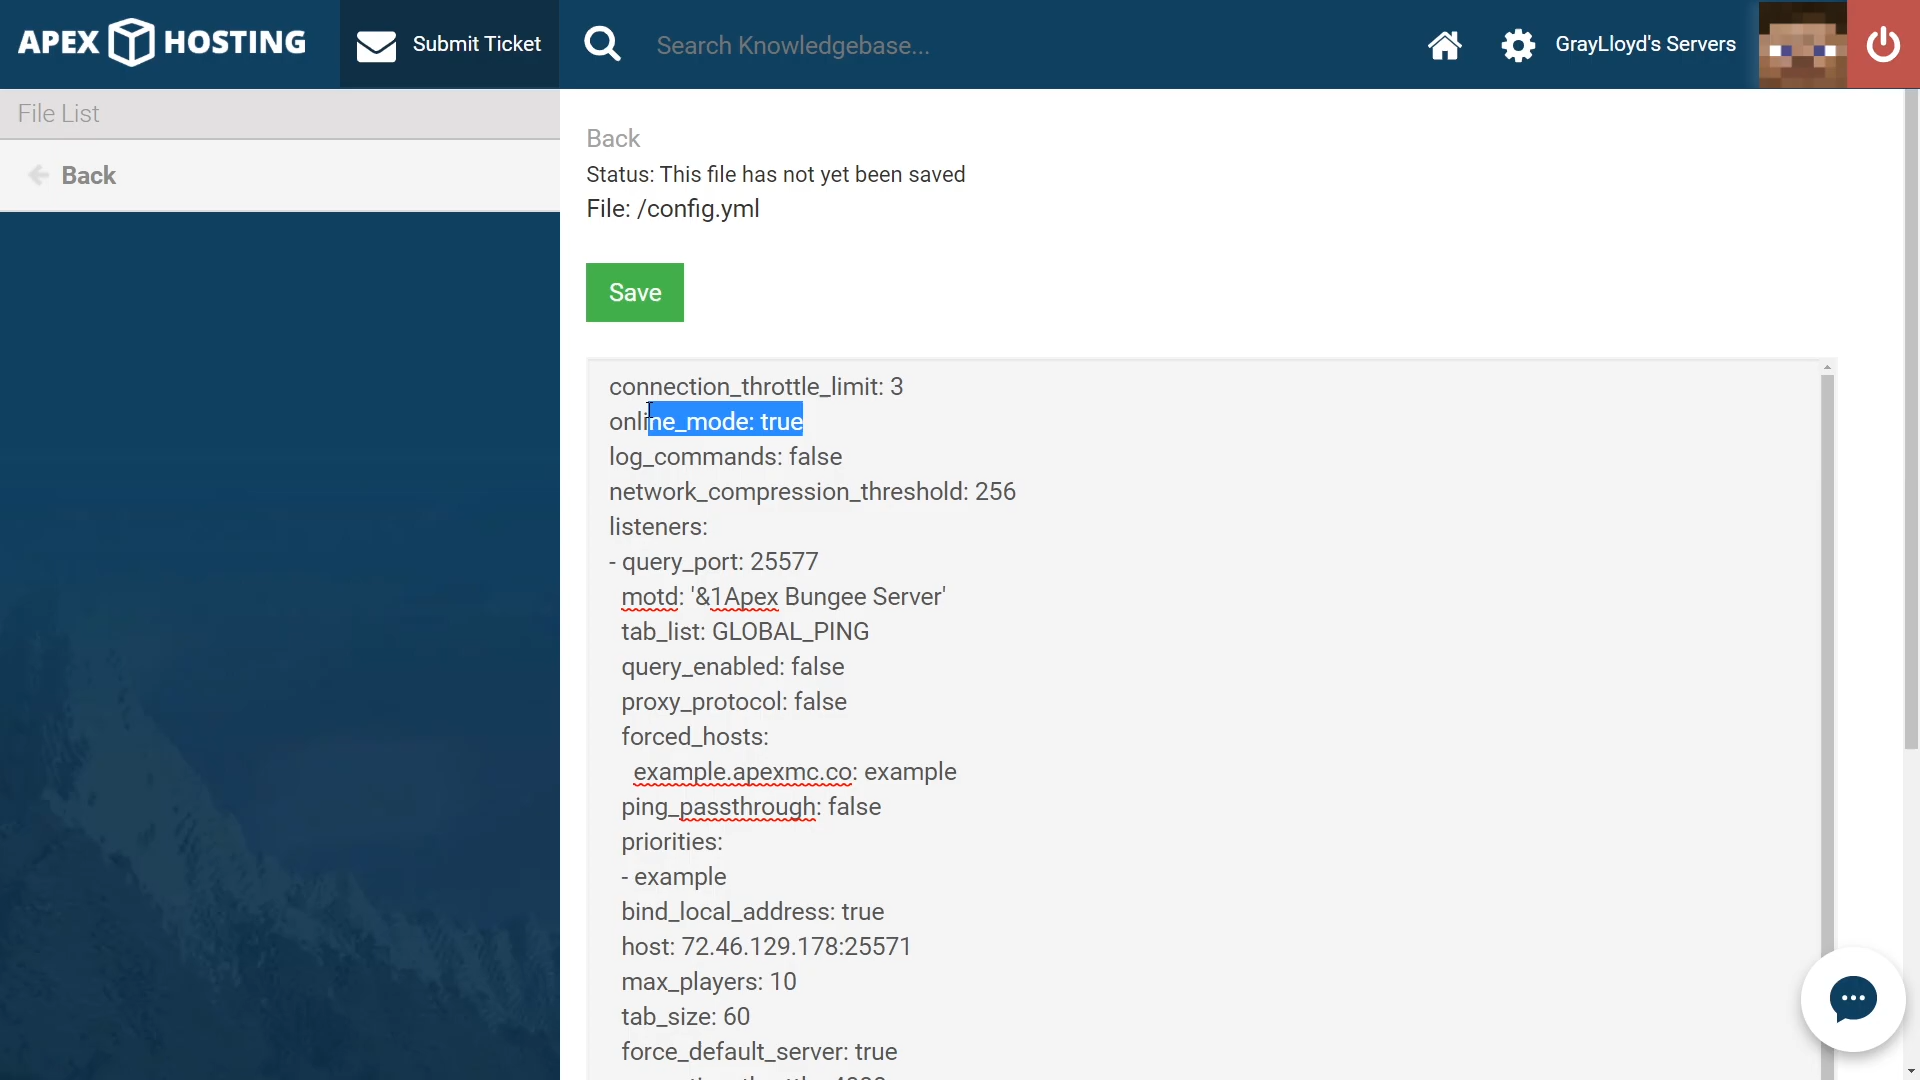 APEX HOSTING
Submit Ticket
Search Knowledgebase...
GrayLloyd's Servers
File List
Back
Back
Status: This file has not yet been saved
File: /config.yml
Save
connection_throttle_limit: 3
online_mode: true
log_commands: false
network_compression_threshold: 256
listeners:
- query_port: 25577
motd: '&1Apex Bungee Server'
tab_list: GLOBAL_PING
query_enabled: false
proxy_protocol: false
forced_hosts:
example.apexmc.co: example
ping_passthrough: false
priorities:
- example
bind_local_address: true
host: 72.46.129.178:25571
max_players: 10
tab_size: 60
force_default_server: true